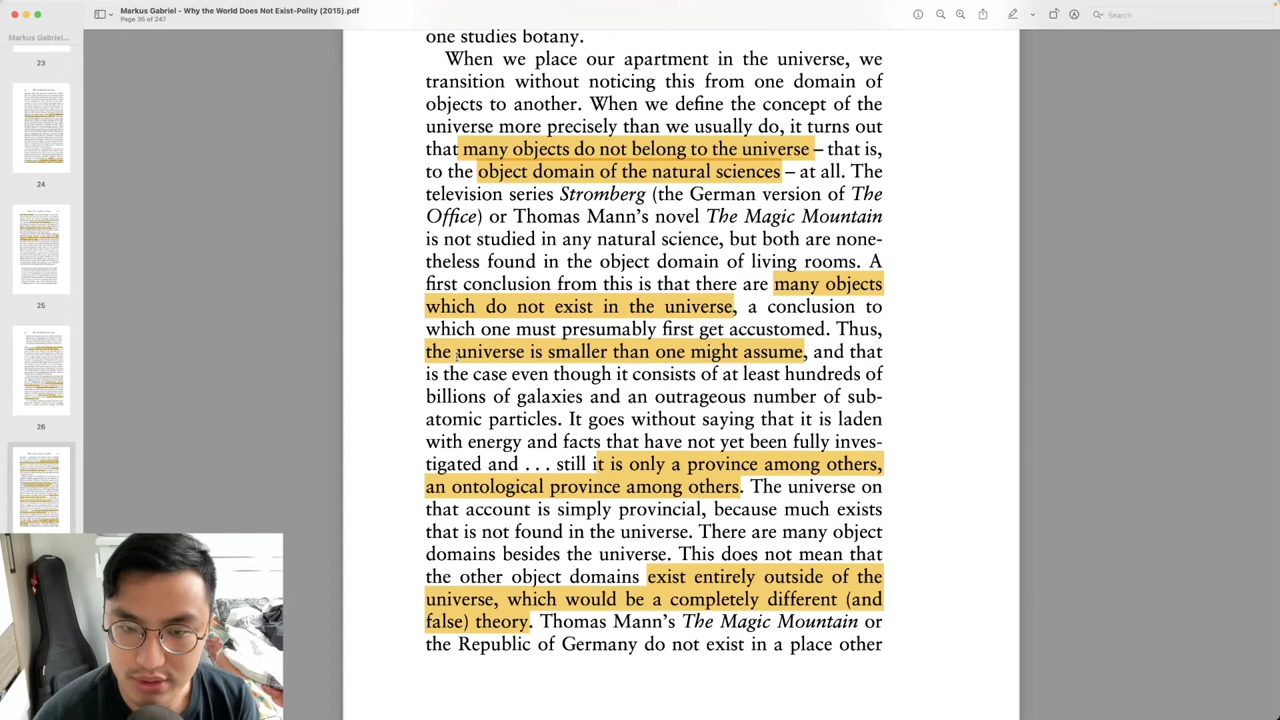 Markus Gabriel - Why the World Does Not Exist-Polity (2015).pdf
Page 35 of 247
Search
Markus Gabriel...
23
24
25
26
one studies botany.
When we place our apartment in the universe, we
transition without noticing this from one domain of
objects to another. When we define the concept of the
universe more precisely than we usually do, it turns out
that many objects do not belong to the universe – that is,
to the object domain of the natural sciences – at all. The
television series Stromberg (the German version of The
Office) or Thomas Mann's novel The Magic Mountain
is not studied in any natural science, but both are none-
theless found in the object domain of living rooms. A
first conclusion from this is that there are many objects
which do not exist in the universe, a conclusion to
which one must presumably first get accustomed. Thus,
the universe is smaller than one might assume, and that
is the case even though it consists of at least hundreds of
billions of galaxies and an outrageous number of sub-
atomic particles. It goes without saying that it is laden
with energy and facts that have not yet been fully inves-
tigated and . . . still it is only a province among others,
an ontological province among others. The universe on
that account is simply provincial, because much exists
that is not found in the universe. There are many object
domains besides the universe. This does not mean that
the other object domains exist entirely outside of the
universe, which would be a completely different (and
false) theory. Thomas Mann's The Magic Mountain or
the Republic of Germany do not exist in a place other